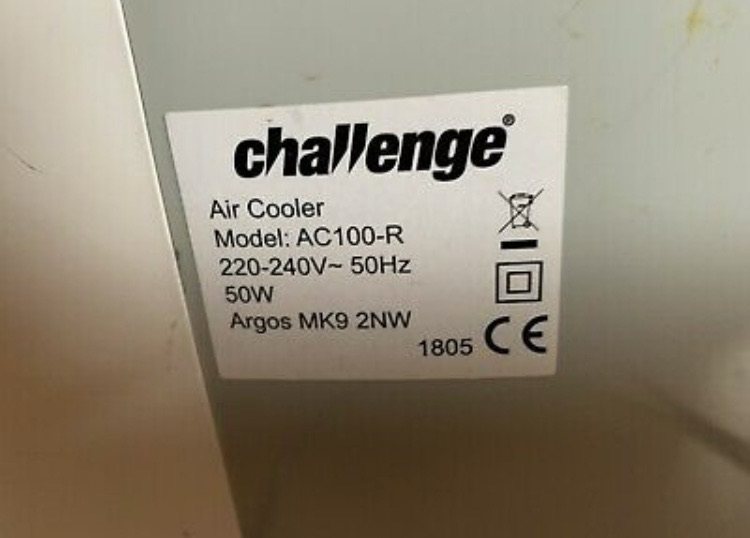 challenge®
Air Cooler
Model: AC100-R
220-240V~ 50Hz
50W
Argos MK9 2NW
1805 CE